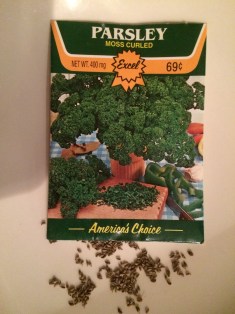 PARSLEY
MOSS CURLED
NET WT. 490 mg
Excel
69¢
America's Choice